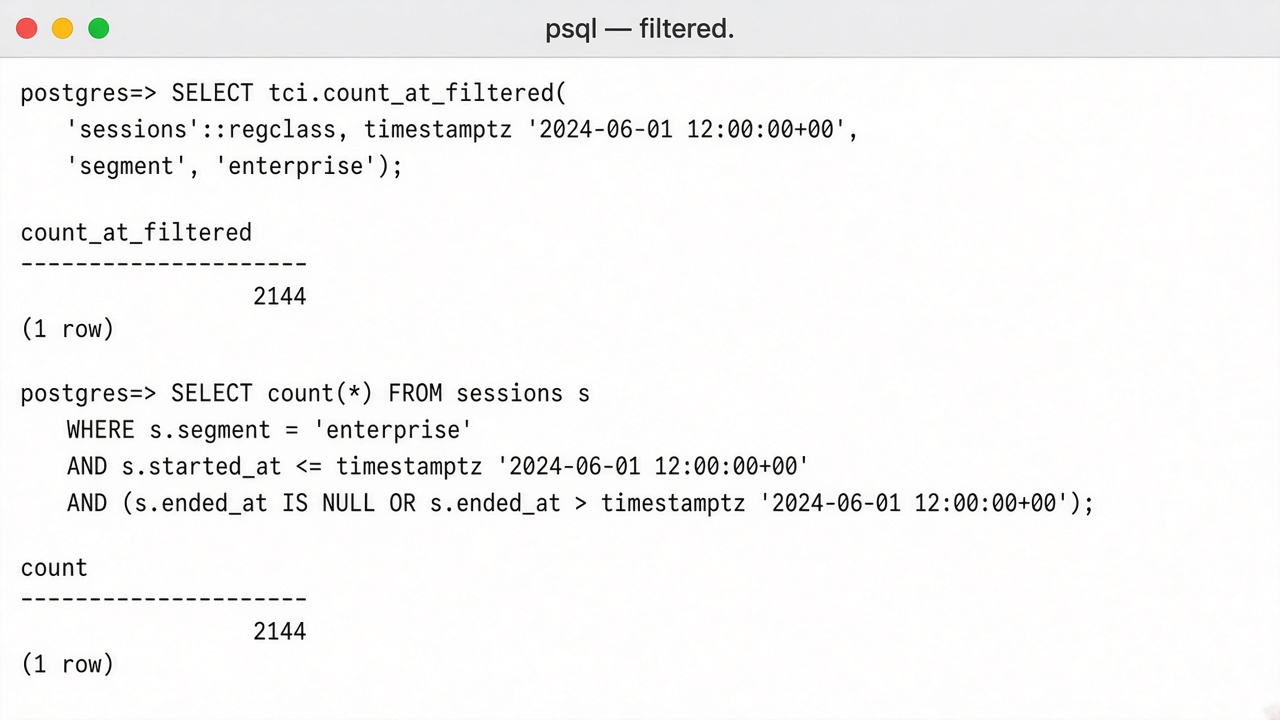 psql — filtered.
postgres=> SELECT tci.count_at_filtered(
'sessions'::regclass, timestamptz '2024-06-01 12:00:00+00',
'segment', 'enterprise');
count_at_filtered
---------------------
2144
(1 row)
postgres=> SELECT count(*) FROM sessions s
WHERE s.segment = 'enterprise'
AND s.started_at <= timestamptz '2024-06-01 12:00:00+00'
AND (s.ended_at IS NULL OR s.ended_at > timestamptz '2024-06-01 12:00:00+00');
count
---------------------
2144
(1 row)